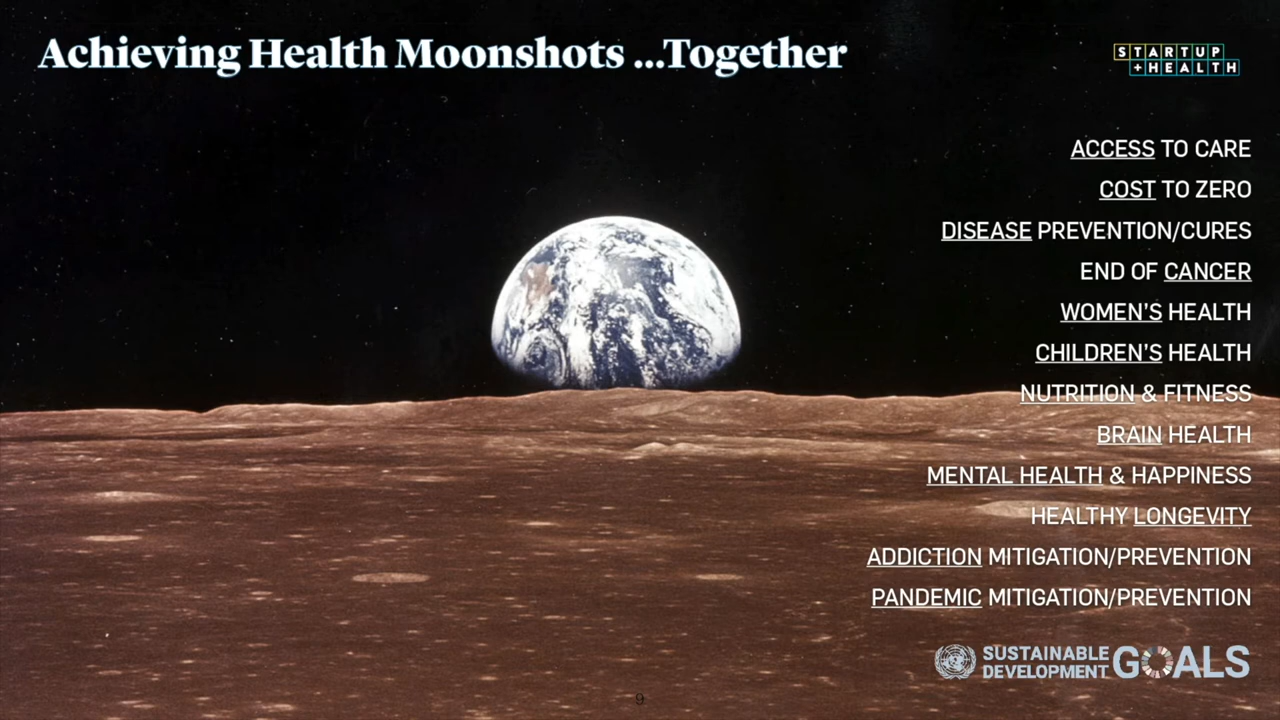 Achieving Health Moonshots ...Together
STARTUP
+HEALTH
ACCESS TO CARE
COST TO ZERO
DISEASE PREVENTION/CURES
END OF CANCER
WOMEN'S HEALTH
CHILDREN'S HEALTH
NUTRITION & FITNESS
BRAIN HEALTH
MENTAL HEALTH & HAPPINESS
HEALTHY LONGEVITY
ADDICTION MITIGATION/PREVENTION
PANDEMIC MITIGATION/PREVENTION
SUSTAINABLE
DEVELOPMENT GOALS
9